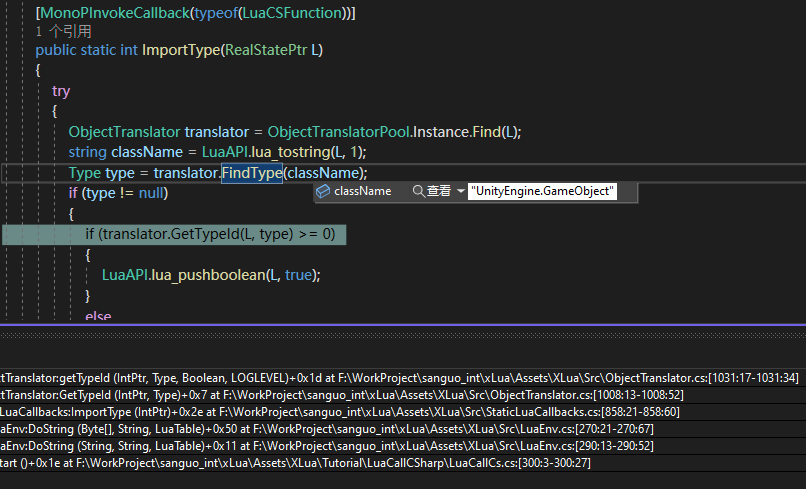 [MonoPInvokeCallback(typeof(LuaCSFunction))]
1 个引用
public static int ImportType(RealStatePtr L)
{
try
{
ObjectTranslator translator = ObjectTranslatorPool.Instance.Find(L);
string className = LuaAPI.lua_tostring(L, 1);
Type type = translator.FindType(className);
if (type != null)
className 查看 "UnityEngine.GameObject"
{
if (translator.GetTypeId(L, type) >= 0)
{
LuaAPI.lua_pushboolean(L, true);
}
else
ctTranslator:getTypeId (IntPtr, Type, Boolean, LOGLEVEL)+0x1d at F:\WorkProject\sanguo_int\xLua\Assets\XLua\Src\ObjectTranslator.cs:[1031:17-1031:34]
ctTranslator:GetTypeId (IntPtr, Type)+0x7 at F:\WorkProject\sanguo_int\xLua\Assets\XLua\Src\ObjectTranslator.cs:[1008:13-1008:52]
LuaCallbacks:ImportType (IntPtr)+0x2e at F:\WorkProject\sanguo_int\xLua\Assets\XLua\Src\StaticLuaCallbacks.cs:[858:21-858:60]
aEnv:DoString (Byte[], String, LuaTable)+0x50 at F:\WorkProject\sanguo_int\xLua\Assets\XLua\Src\LuaEnv.cs:[270:21-270:67]
aEnv:DoString (String, String, LuaTable)+0x11 at F:\WorkProject\sanguo_int\xLua\Assets\XLua\Src\LuaEnv.cs:[290:13-290:52]
tart ()+0x1e at F:\WorkProject\sanguo_int\xLua\Assets\XLua\Tutorial\LuaCallCSharp\LuaCallCs.cs:[300:3-300:27]